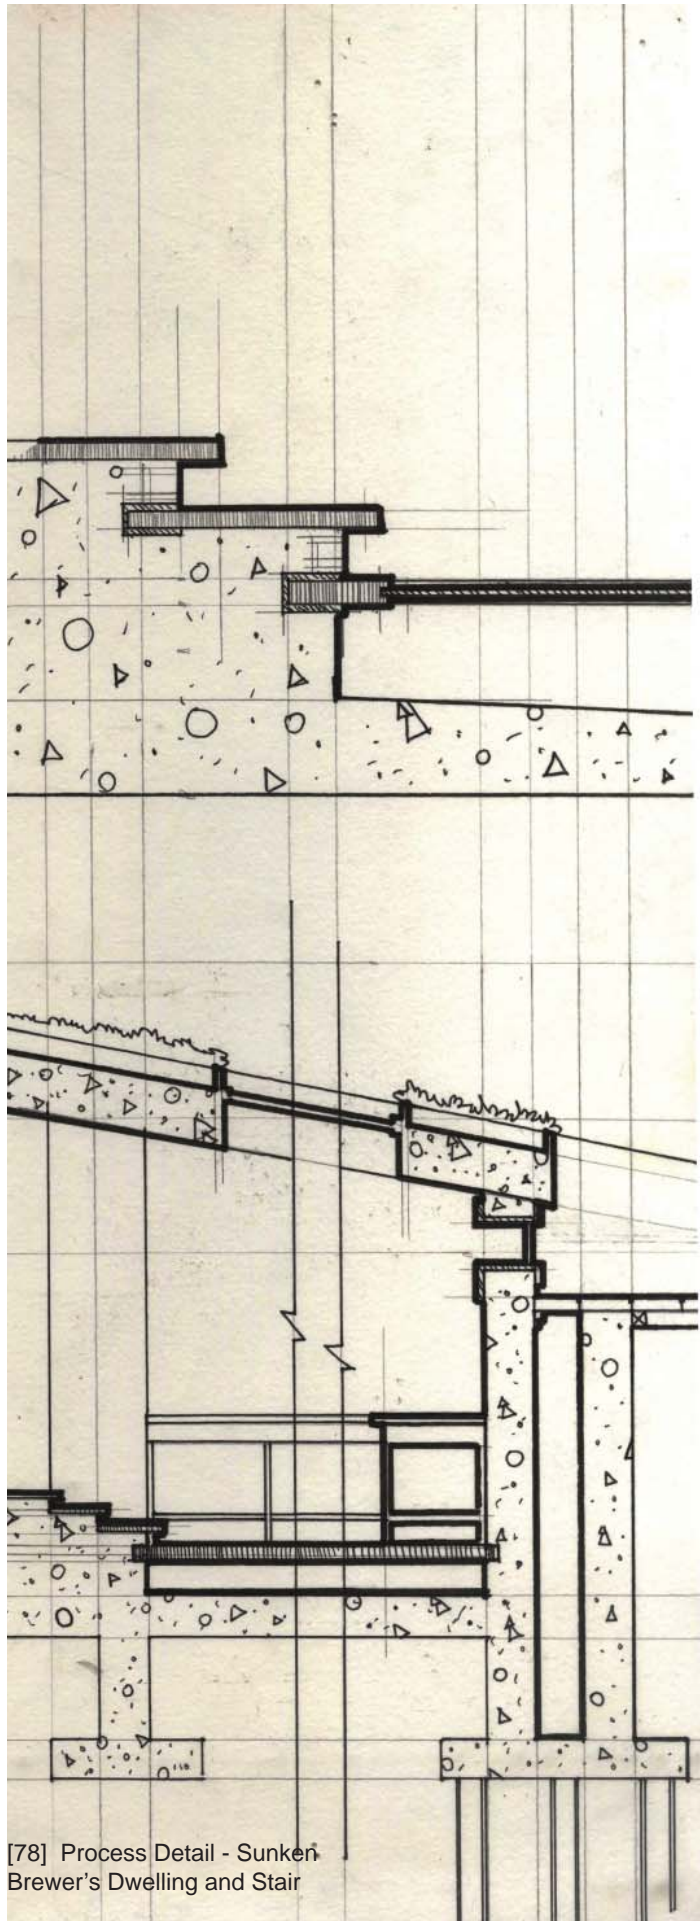 [78] Process Detail - Sunken
Brewer's Dwelling and Stair